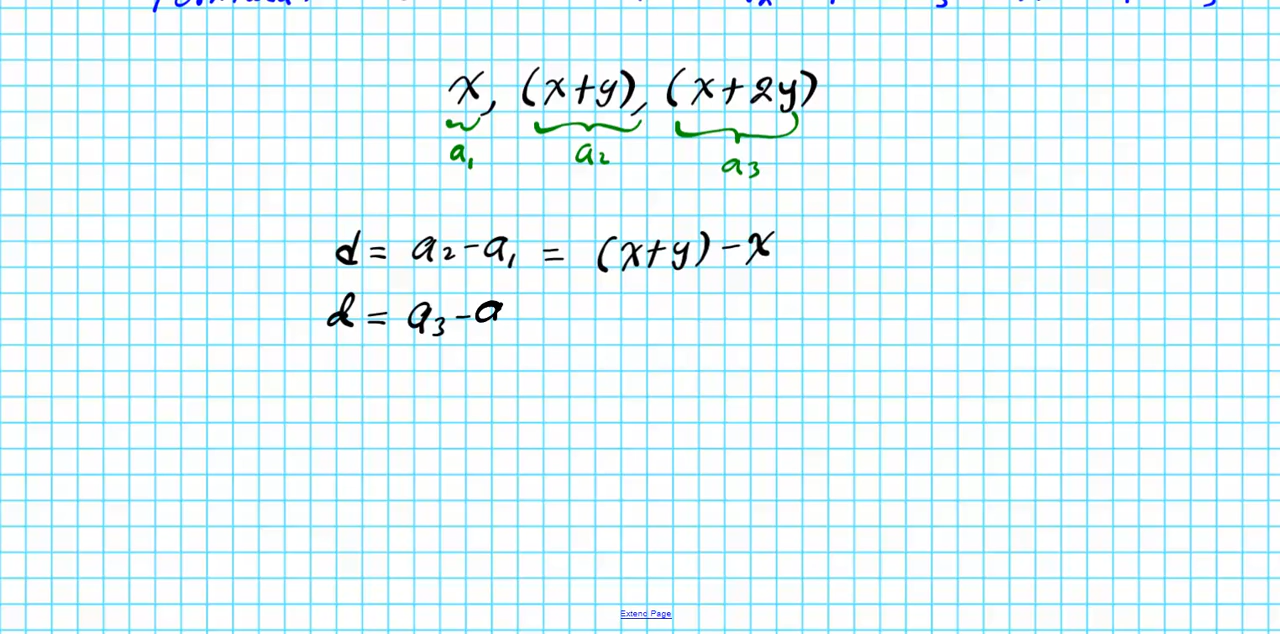 x, (x+y), (x+2y)
a₁ a₂ a₃
d = a₂-a₁ = (x+y)-x
d = a₃-a
Extend Page